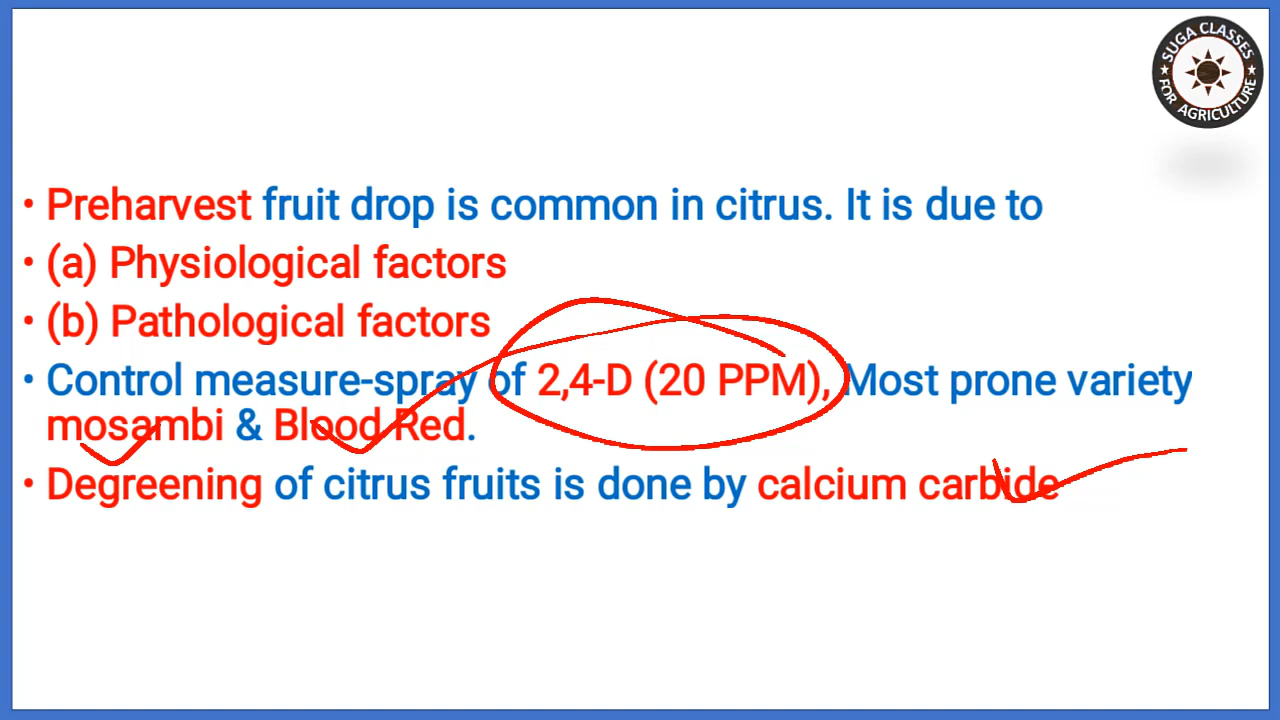 SUGA CLASSES
FOR AGRICULTURE
• Preharvest fruit drop is common in citrus. It is due to
• (a) Physiological factors
• (b) Pathological factors
• Control measure-spray of 2,4-D (20 PPM), Most prone variety
mosambi & Blood Red.
• Degreening of citrus fruits is done by calcium carbide